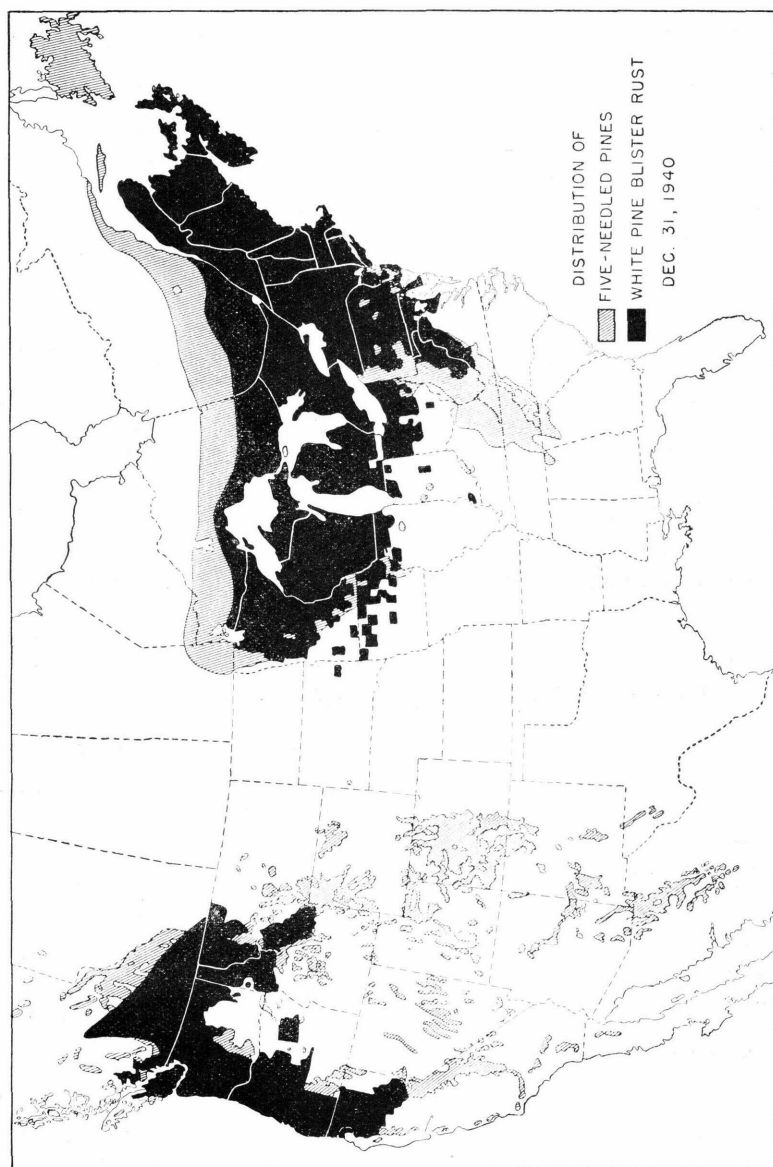 DISTRIBUTION OF
FIVE-NEEDLED PINES
WHITE PINE BLISTER RUST
DEC. 31, 1940